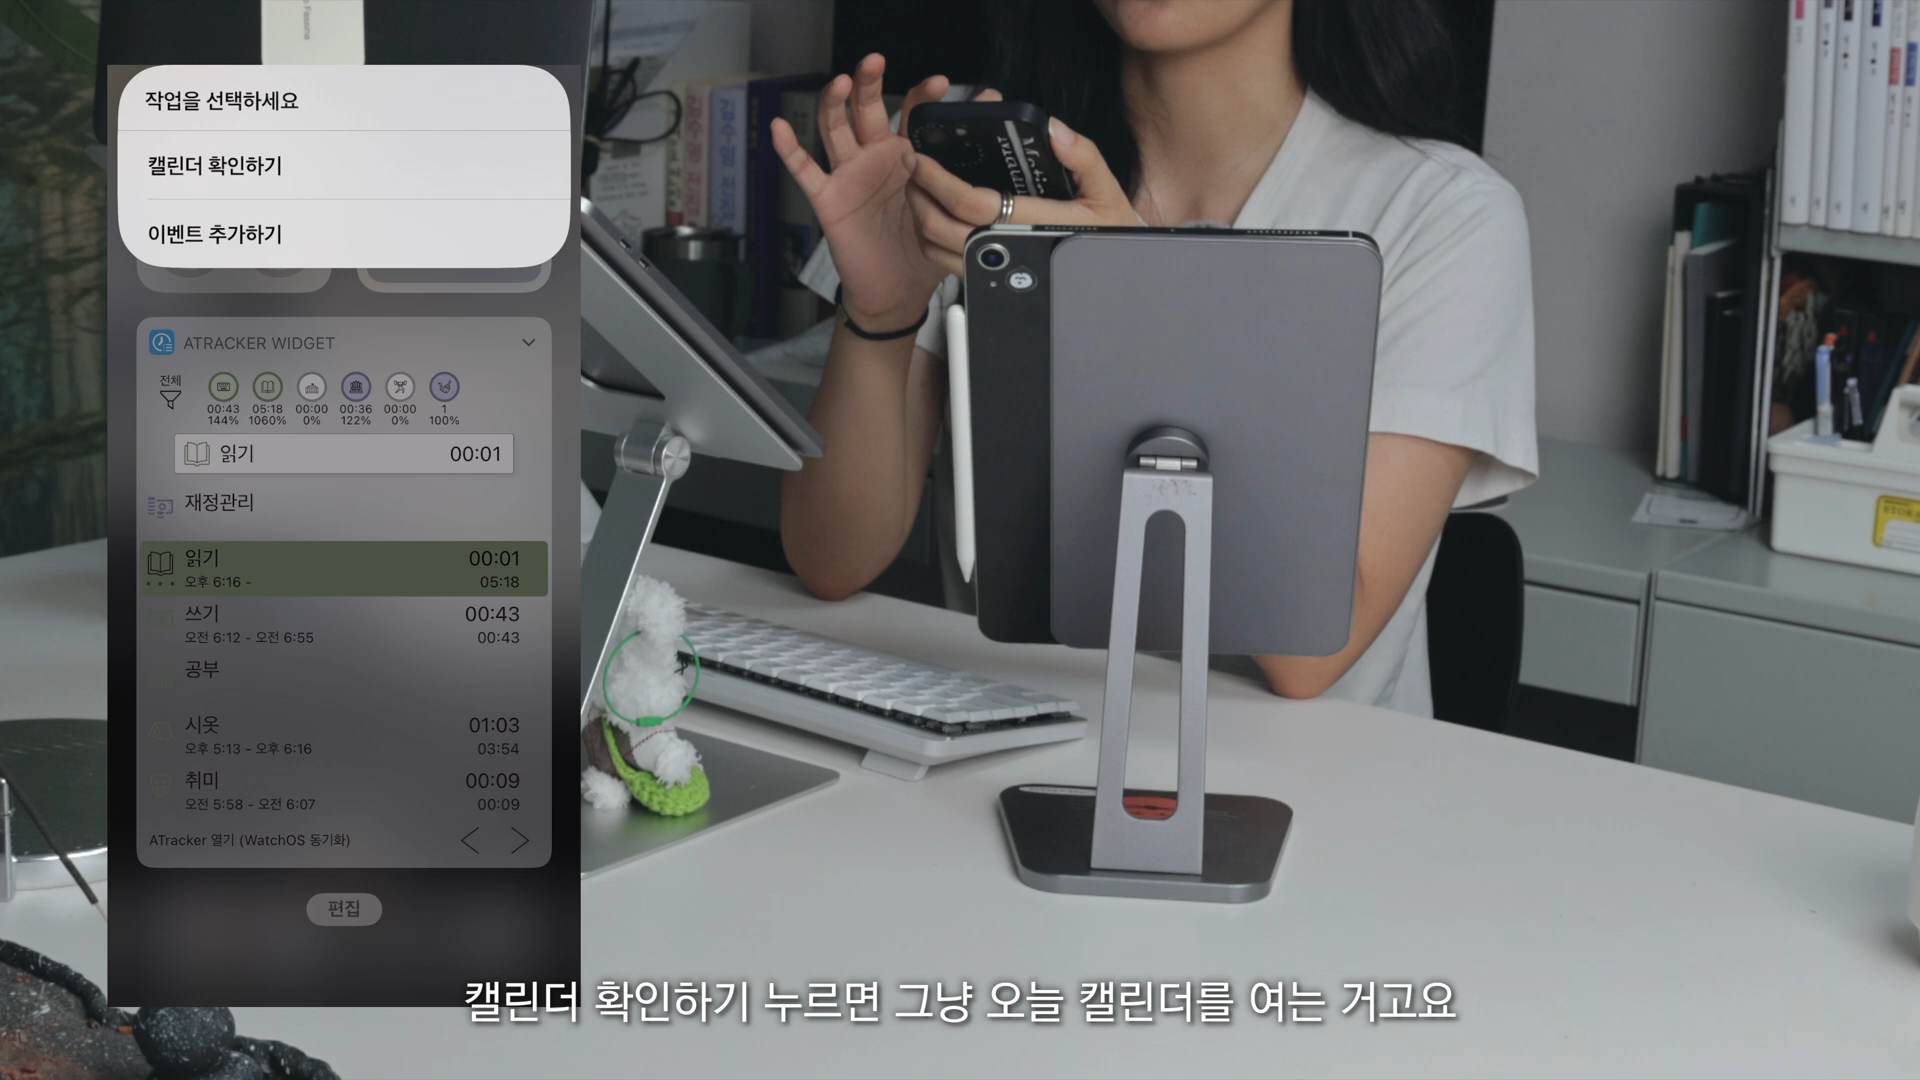 작업을 선택하세요
캘린더 확인하기
이벤트 추가하기
ATRACKER WIDGET
전체
00:43 05:18 00:00 00:36 00:00 1
144% 1060% 0% 122% 0% 100%
읽기 00:01
재정관리
읽기 00:01
오후 6:16 - 05:18
쓰기 00:43
오전 6:12 - 오전 6:55 00:43
공부
시옷 01:03
오후 5:13 - 오후 6:16 03:54
취미 00:09
오전 5:58 - 오전 6:07 00:09
ATracker 열기 (WatchOS 동기화)
편집
김수영 전집
캘린더 확인하기 누르면 그냥 오늘 캘린더를 여는 거고요